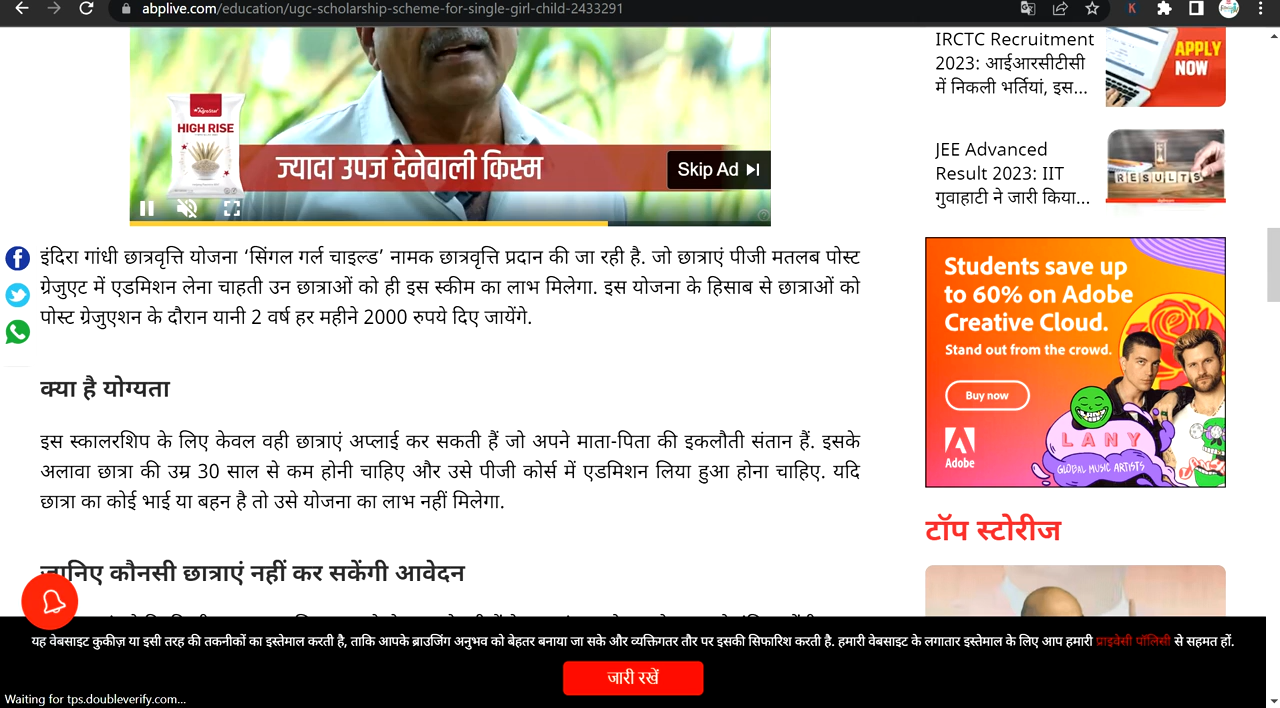 abplive.com/education/ugc-scholarship-scheme-for-single-girl-child-2433291
AgroStar
HIGH RISE
ज्यादा उपज देनेवाली किस्म
Skip Ad
इंदिरा गांधी छात्रवृत्ति योजना ‘सिंगल गर्ल चाइल्ड’ नामक छात्रवृत्ति प्रदान की जा रही है. जो छात्राएं पीजी मतलब पोस्ट
ग्रेजुएट में एडमिशन लेना चाहती उन छात्राओं को ही इस स्कीम का लाभ मिलेगा. इस योजना के हिसाब से छात्राओं को
पोस्ट ग्रेजुएशन के दौरान यानी 2 वर्ष हर महीने 2000 रुपये दिए जायेंगे.
क्या है योग्यता
इस स्कालरशिप के लिए केवल वही छात्राएं अप्लाई कर सकती हैं जो अपने माता-पिता की इकलौती संतान हैं. इसके
अलावा छात्रा की उम्र 30 साल से कम होनी चाहिए और उसे पीजी कोर्स में एडमिशन लिया हुआ होना चाहिए. यदि
छात्रा का कोई भाई या बहन है तो उसे योजना का लाभ नहीं मिलेगा.
जानिए कौनसी छात्राएं नहीं कर सकेंगी आवेदन
IRCTC Recruitment
2023: आईआरसीटीसी
में निकली भर्तियां, इस...
APPLY
NOW
JEE Advanced
Result 2023: IIT
गुवाहाटी ने जारी किया...
RESULTS
Students save up
to 60% on Adobe
Creative Cloud.
Stand out from the crowd.
Buy now
Adobe
LANY
GLOBAL MUSIC ARTISTS
टॉप स्टोरीज
यह वेबसाइट कुकीज़ या इसी तरह की तकनीकों का इस्तेमाल करती है, ताकि आपके ब्राउजिंग अनुभव को बेहतर बनाया जा सके और व्यक्तिगतर तौर पर इसकी सिफारिश करती है. हमारी वेबसाइट के लगातार इस्तेमाल के लिए आप हमारी प्राइवेसी पॉलिसी से सहमत हों.
जारी रखें
Waiting for tps.doubleverify.com...